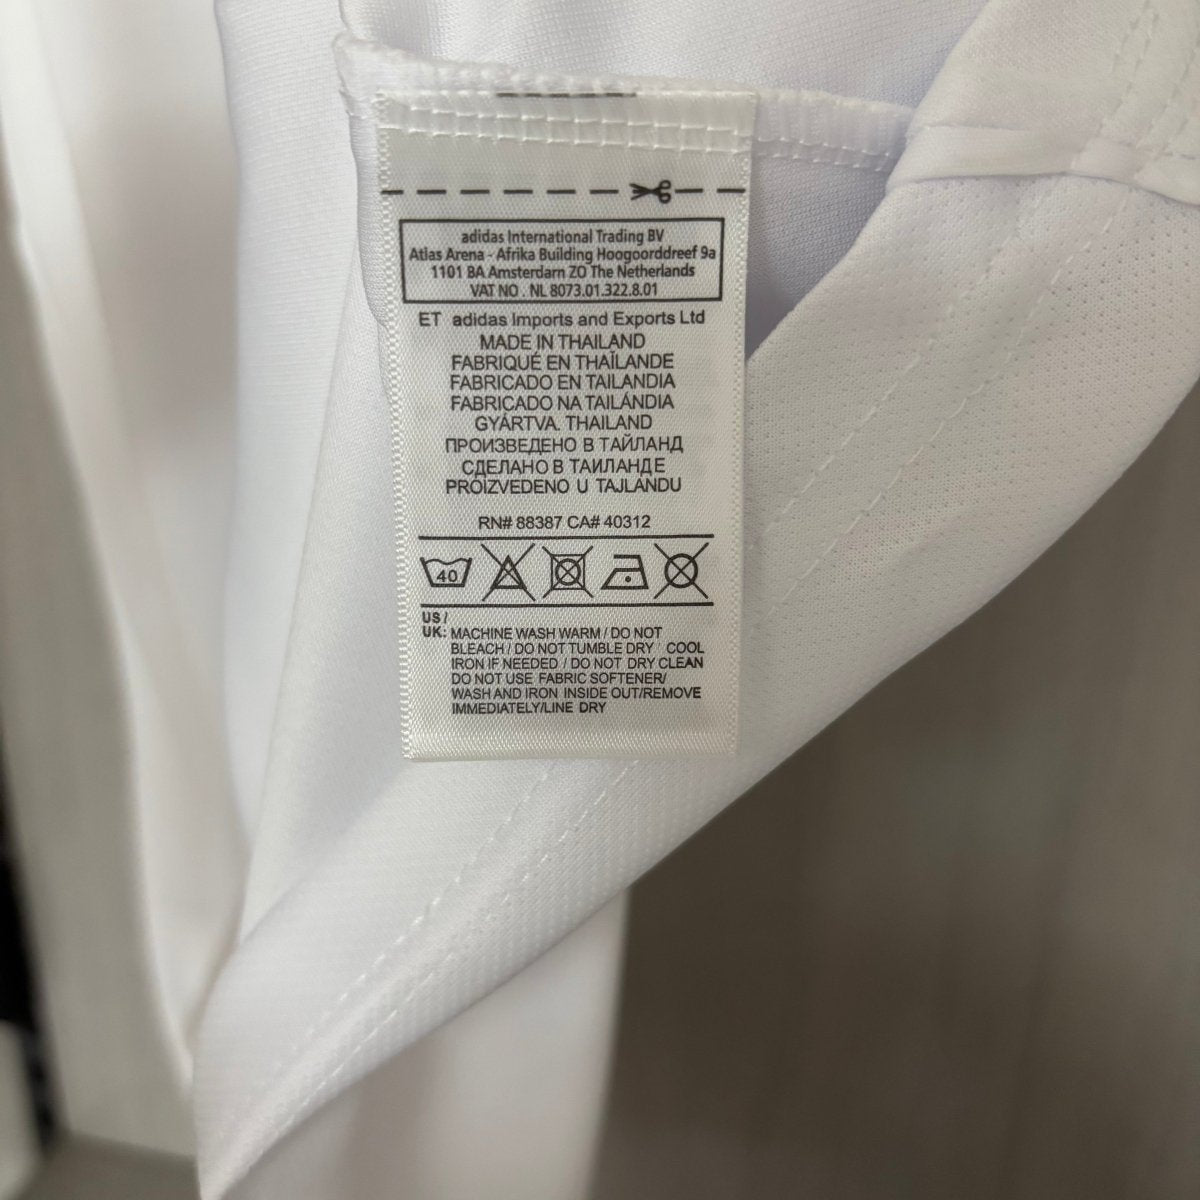 adidas International Trading BV
Atlas Arena - Afrika Building Hoogoorddreef 9a
1101 BA Amsterdam ZO The Netherlands
VAT NO . NL 8073.01.322.8.01
ET adidas Imports and Exports Ltd
MADE IN THAILAND
FABRIQUÉ EN THAÏLANDE
FABRICADO EN TAILANDIA
FABRICADO NA TAILÁNDIA
GYÁRTVA. THAILAND
ПРОИЗВЕДЕНО В ТАЙЛАНД
СДЕЛАНО В ТАИЛАНДЕ
PROIZVEDENO U TAJLANDU
RN# 88387 CA# 40312
40
US /
UK: MACHINE WASH WARM / DO NOT
BLEACH / DO NOT TUMBLE DRY / COOL
IRON IF NEEDED / DO NOT DRY CLEAN
DO NOT USE FABRIC SOFTENER/
WASH AND IRON INSIDE OUT/REMOVE
IMMEDIATELY/LINE DRY